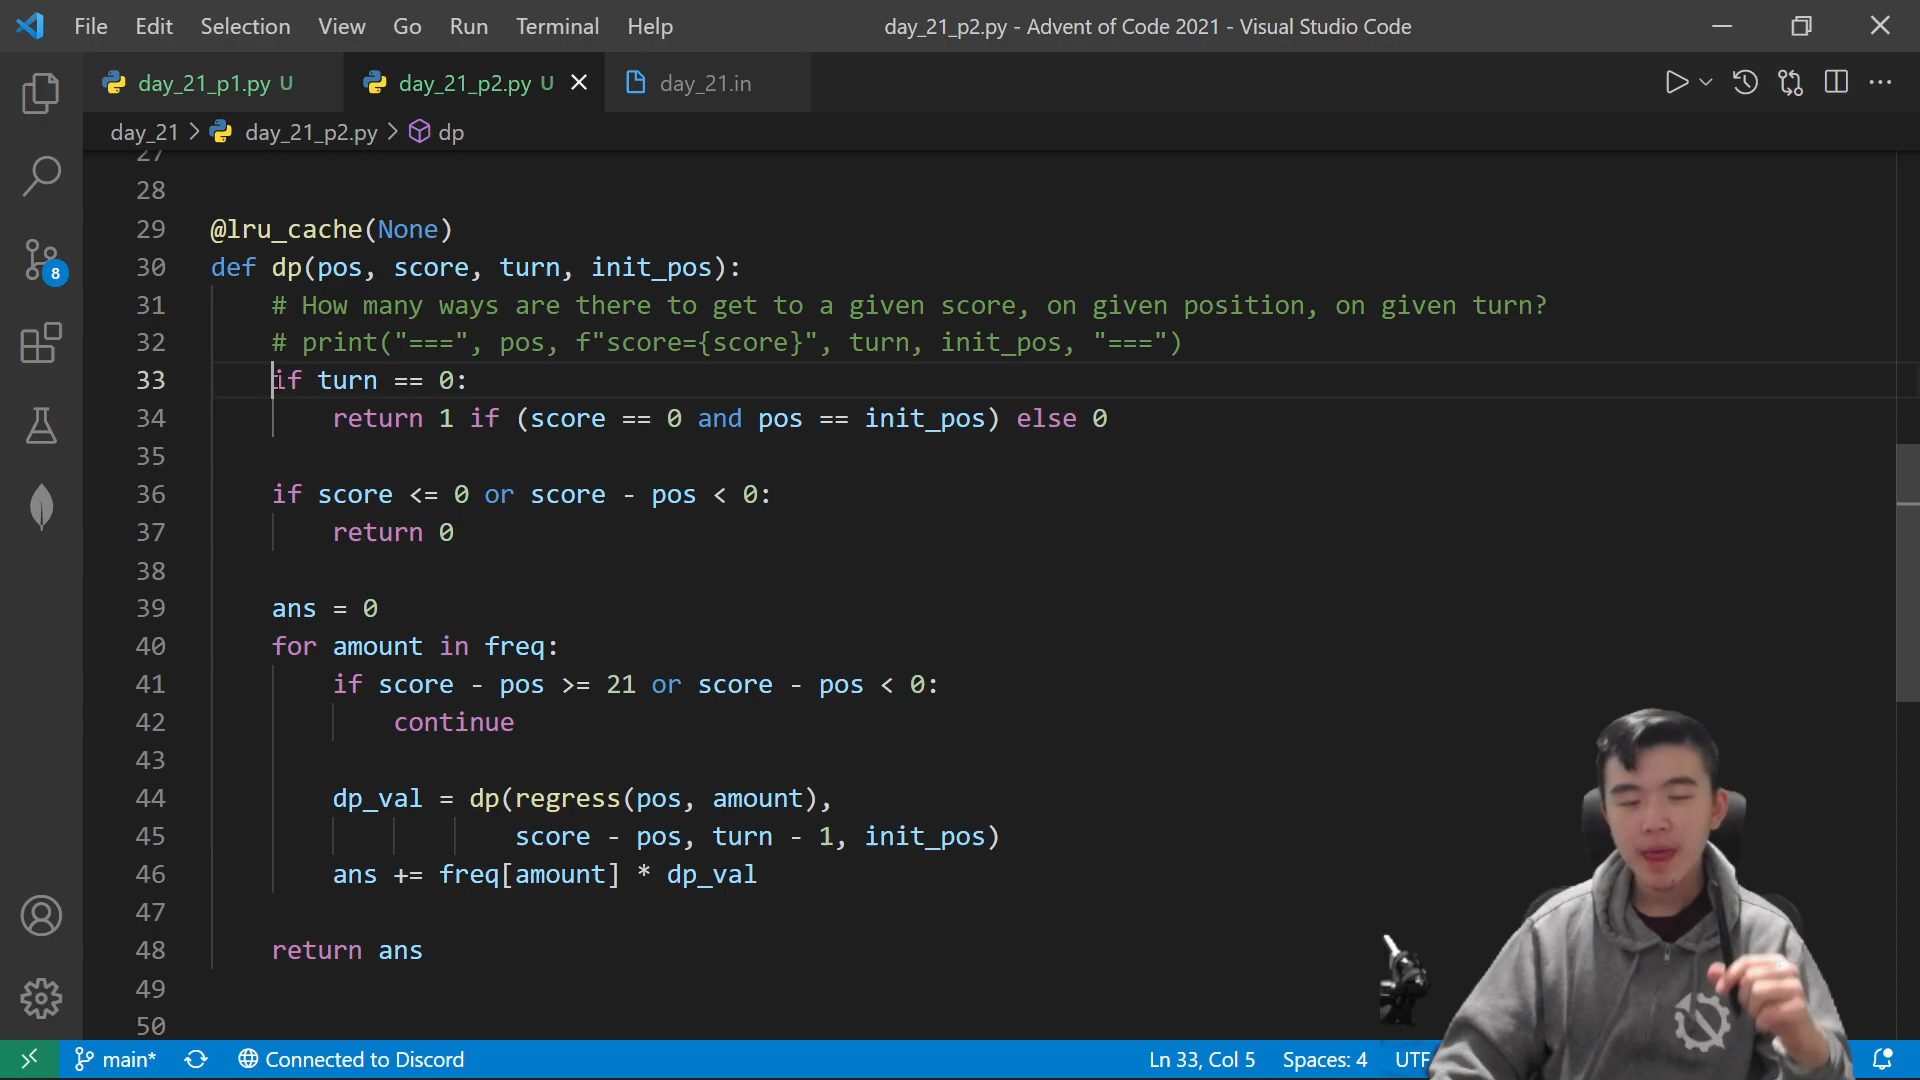 File Edit Selection View Go Run Terminal Help
day_21_p2.py - Advent of Code 2021 - Visual Studio Code
day_21_p1.py U
day_21_p2.py U
day_21.in
day_21 > day_21_p2.py > dp
27
28
29 @lru_cache(None)
30 def dp(pos, score, turn, init_pos):
31 # How many ways are there to get to a given score, on given position, on given turn?
32 # print("===", pos, f"score={score}", turn, init_pos, "===")
33 if turn == 0:
34 return 1 if (score == 0 and pos == init_pos) else 0
35
36 if score <= 0 or score - pos < 0:
37 return 0
38
39 ans = 0
40 for amount in freq:
41 if score - pos >= 21 or score - pos < 0:
42 continue
43
44 dp_val = dp(regress(pos, amount),
45 score - pos, turn - 1, init_pos)
46 ans += freq[amount] * dp_val
47
48 return ans
49
50
8
main* Connected to Discord
Ln 33, Col 5 Spaces: 4 UTF